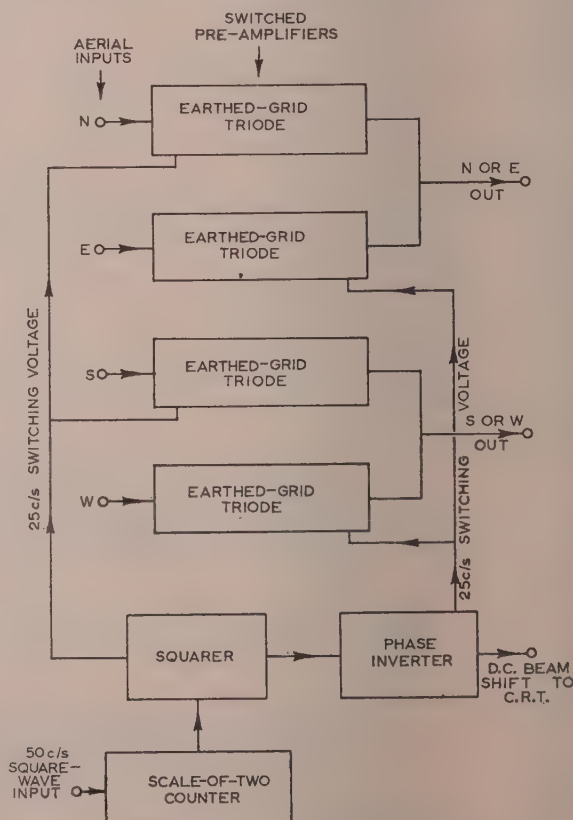 SWITCHED
PRE-AMPLIFIERS
AERIAL
INPUTS
N
EARTHED-GRID
TRIODE
N OR E
OUT
E
EARTHED-GRID
TRIODE
25c/s SWITCHING VOLTAGE
S
EARTHED-GRID
TRIODE
S OR W
OUT
W
EARTHED-GRID
TRIODE
25c/s SWITCHING VOLTAGE
SQUARER
PHASE
INVERTER
D.C. BEAM
SHIFT TO
C.R.T.
50c/s
SQUARE-
WAVE
INPUT
SCALE-OF-TWO
COUNTER